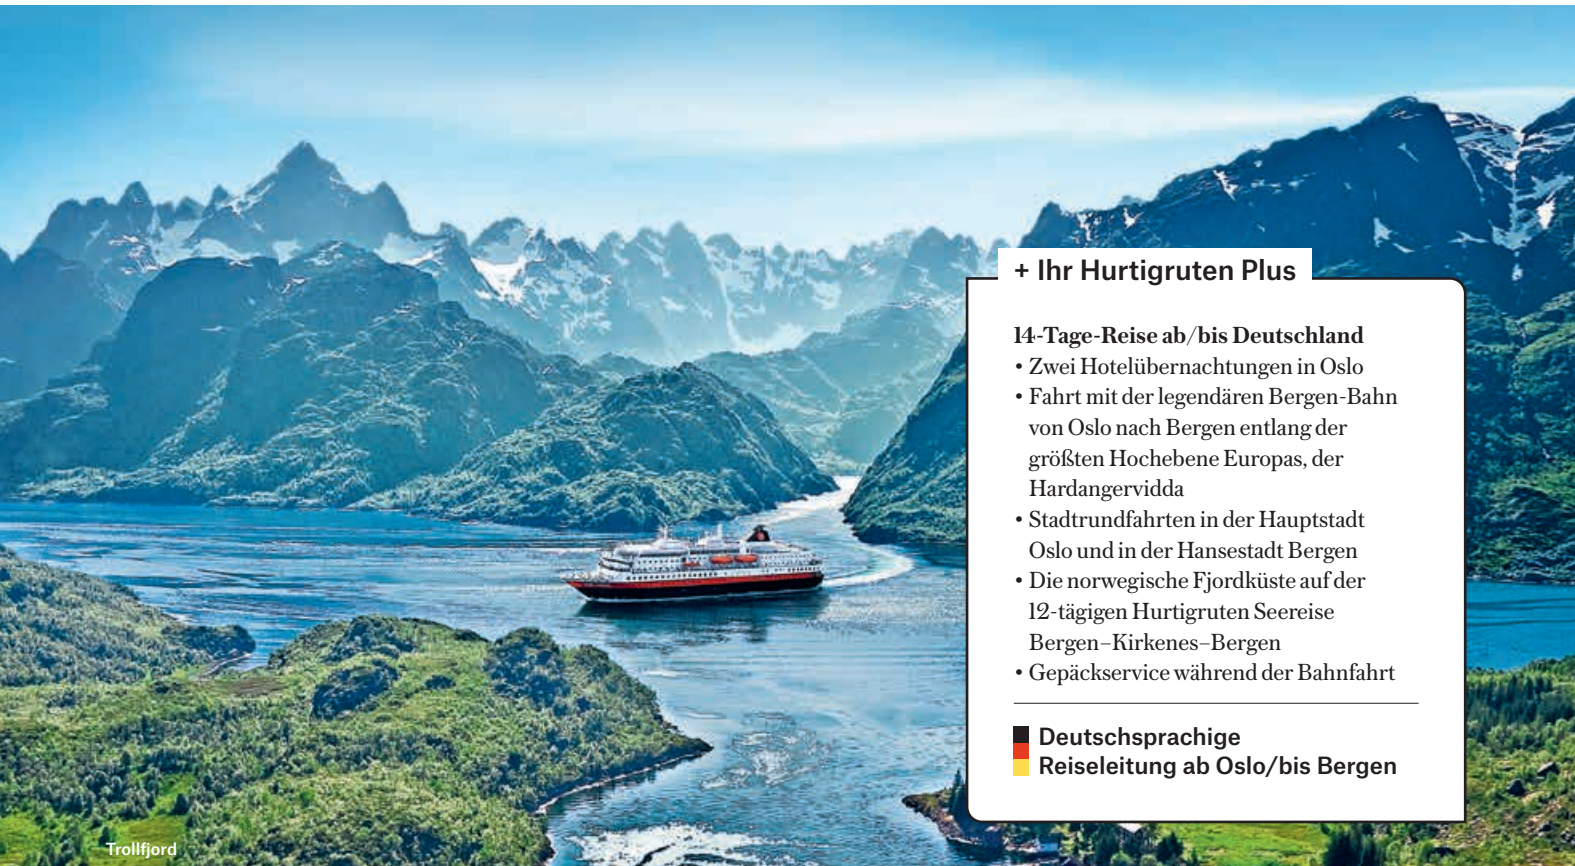 + Ihr Hurtigruten Plus
14-Tage-Reise ab/bis Deutschland
• Zwei Hotelübernachtungen in Oslo
• Fahrt mit der legendären Bergen-Bahn
von Oslo nach Bergen entlang der
größten Hochebene Europas, der
Hardangervidda
• Stadtrundfahrten in der Hauptstadt
Oslo und in der Hansestadt Bergen
• Die norwegische Fjordküste auf der
12-tägigen Hurtigruten Seereise
Bergen–Kirkenes–Bergen
• Gepäckservice während der Bahnfahrt
Deutschsprachige
Reiseleitung ab Oslo/bis Bergen
Trollfjord